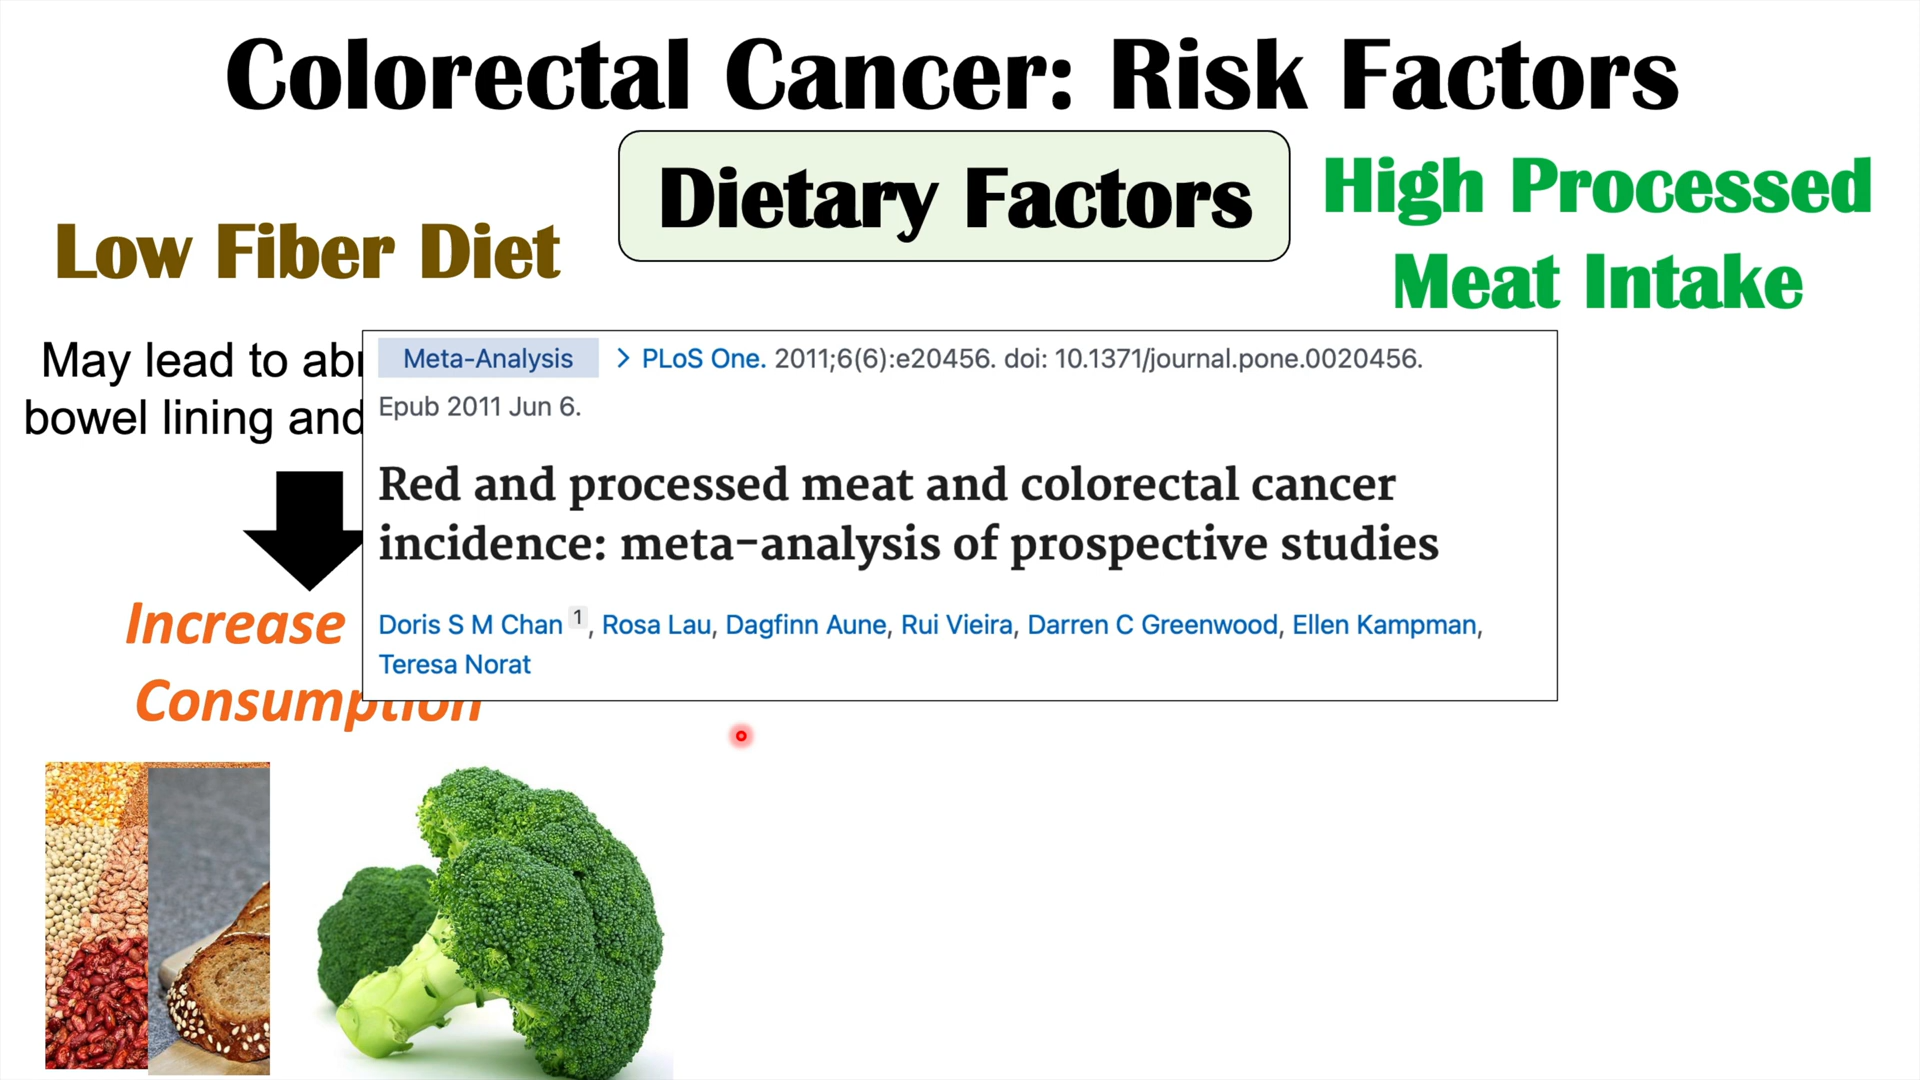 Colorectal Cancer: Risk Factors
Dietary Factors
High Processed
Meat Intake
Low Fiber Diet
May lead to
bowel lining and
Increase
Consumption
Meta-Analysis > PLoS One. 2011;6(6):e20456. doi: 10.1371/journal.pone.0020456.
Epub 2011 Jun 6.
Red and processed meat and colorectal cancer
incidence: meta-analysis of prospective studies
Doris S M Chan 1, Rosa Lau, Dagfinn Aune, Rui Vieira, Darren C Greenwood, Ellen Kampman,
Teresa Norat